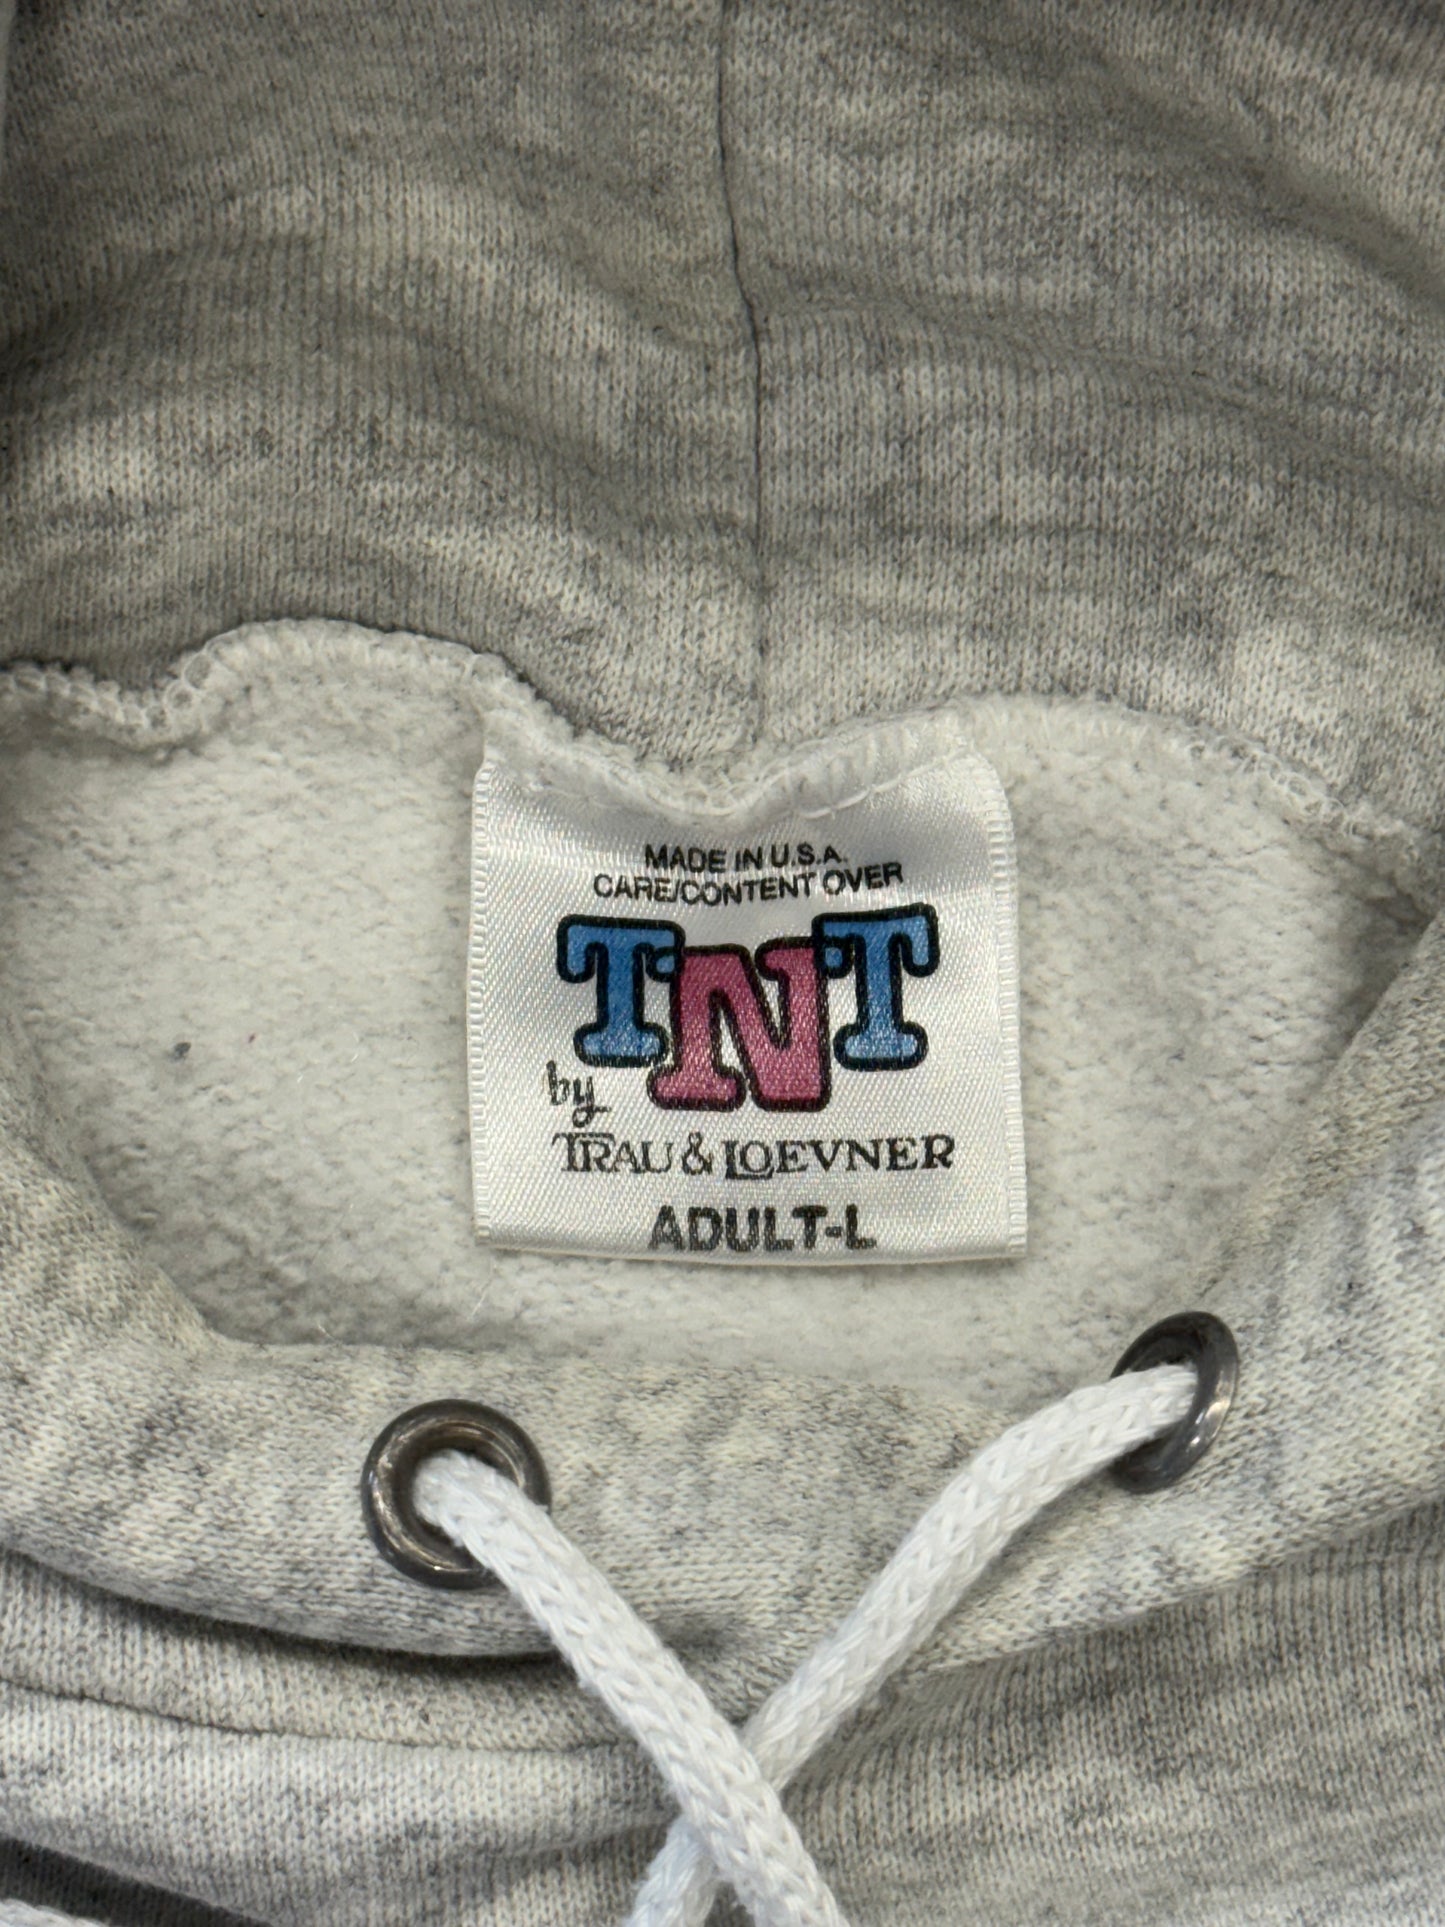 MADE IN U.S.A.
CARE/CONTENT OVER
TNT
by
TRAU & LOEVNER
ADULT-L